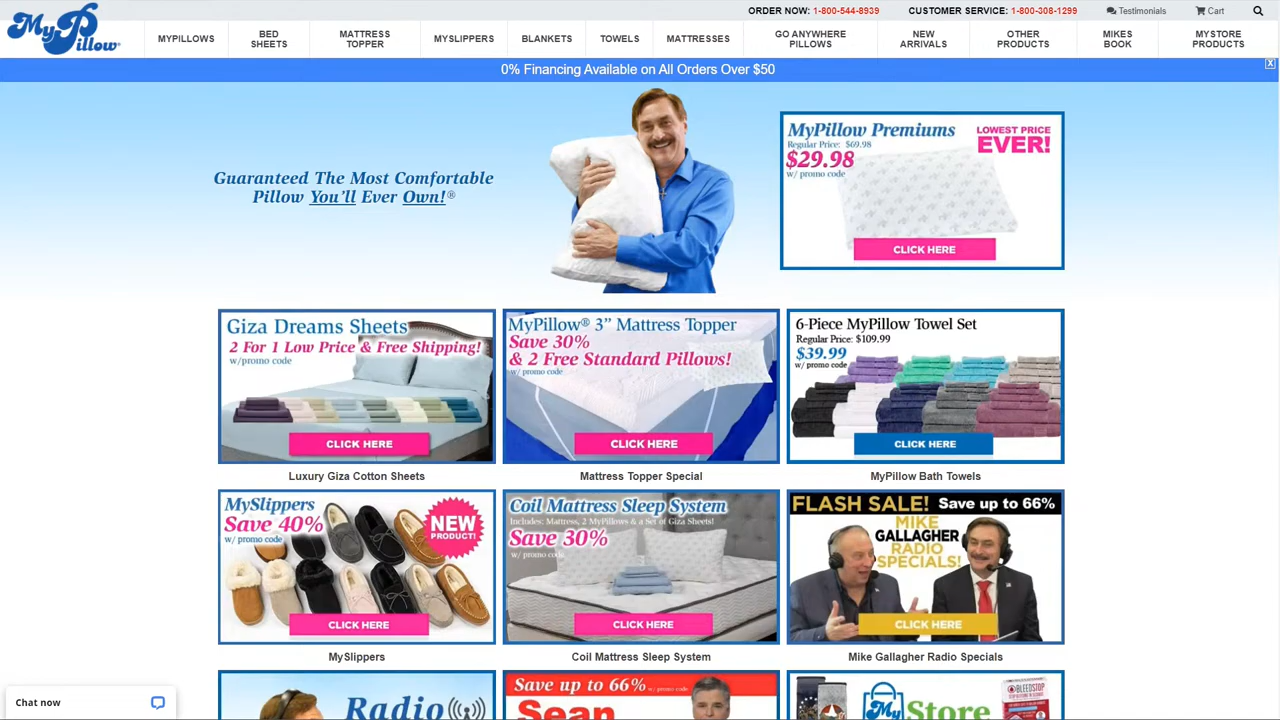 ORDER NOW: 1-800-544-8939
CUSTOMER SERVICE: 1-800-308-1299
Testimonials
Cart
MyPillow
MYPILLOWS
BED SHEETS
MATTRESS TOPPER
MYSLIPPERS
BLANKETS
TOWELS
MATTRESSES
GO ANYWHERE PILLOWS
NEW ARRIVALS
OTHER PRODUCTS
MIKES BOOK
MYSTORE PRODUCTS
0% Financing Available on All Orders Over $50
X
Guaranteed The Most Comfortable
Pillow You'll Ever Own!®
MyPillow Premiums
Regular Price: $69.98
$29.98
w/ promo code
LOWEST PRICE
EVER!
CLICK HERE
Giza Dreams Sheets
2 For 1 Low Price & Free Shipping!
w/promo code
CLICK HERE
Luxury Giza Cotton Sheets
MyPillow® 3” Mattress Topper
Save 30%
& 2 Free Standard Pillows!
w/ promo code
CLICK HERE
Mattress Topper Special
6-Piece MyPillow Towel Set
Regular Price: $109.99
$39.99
w/ promo code
CLICK HERE
MyPillow Bath Towels
MySlippers
Save 40%
w/ promo code
NEW
PRODUCT!
CLICK HERE
MySlippers
Coil Mattress Sleep System
Includes: Mattress, 2 MyPillows & a Set of Giza Sheets!
Save 30%
w/ promo code
CLICK HERE
Coil Mattress Sleep System
FLASH SALE! Save up to 66%
MIKE
GALLAGHER
RADIO
SPECIALS!
CLICK HERE
Mike Gallagher Radio Specials
Radio
Save up to 66% w/ promo code
Sean
My Store
BLEEDSTOP
Chat now